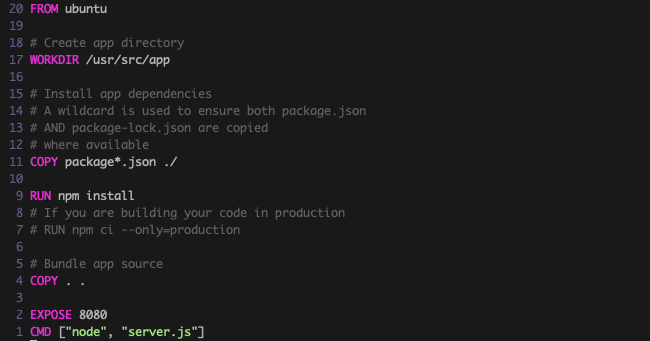 20 FROM ubuntu
19
18 # Create app directory
17 WORKDIR /usr/src/app
16
15 # Install app dependencies
14 # A wildcard is used to ensure both package.json
13 # AND package-lock.json are copied
12 # where available
11 COPY package*.json ./
10
9 RUN npm install
8 # If you are building your code in production
7 # RUN npm ci --only=production
6
5 # Bundle app source
4 COPY . .
3
2 EXPOSE 8080
1 CMD ["node", "server.js"]